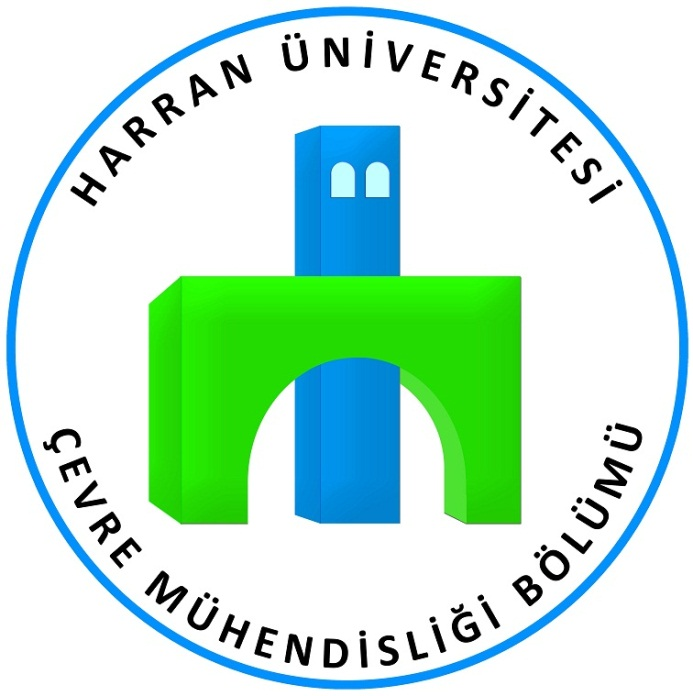 HARRAN ÜNİVERSİTESİ
ÇEVRE MÜHENDİSLİĞİ BÖLÜMÜ